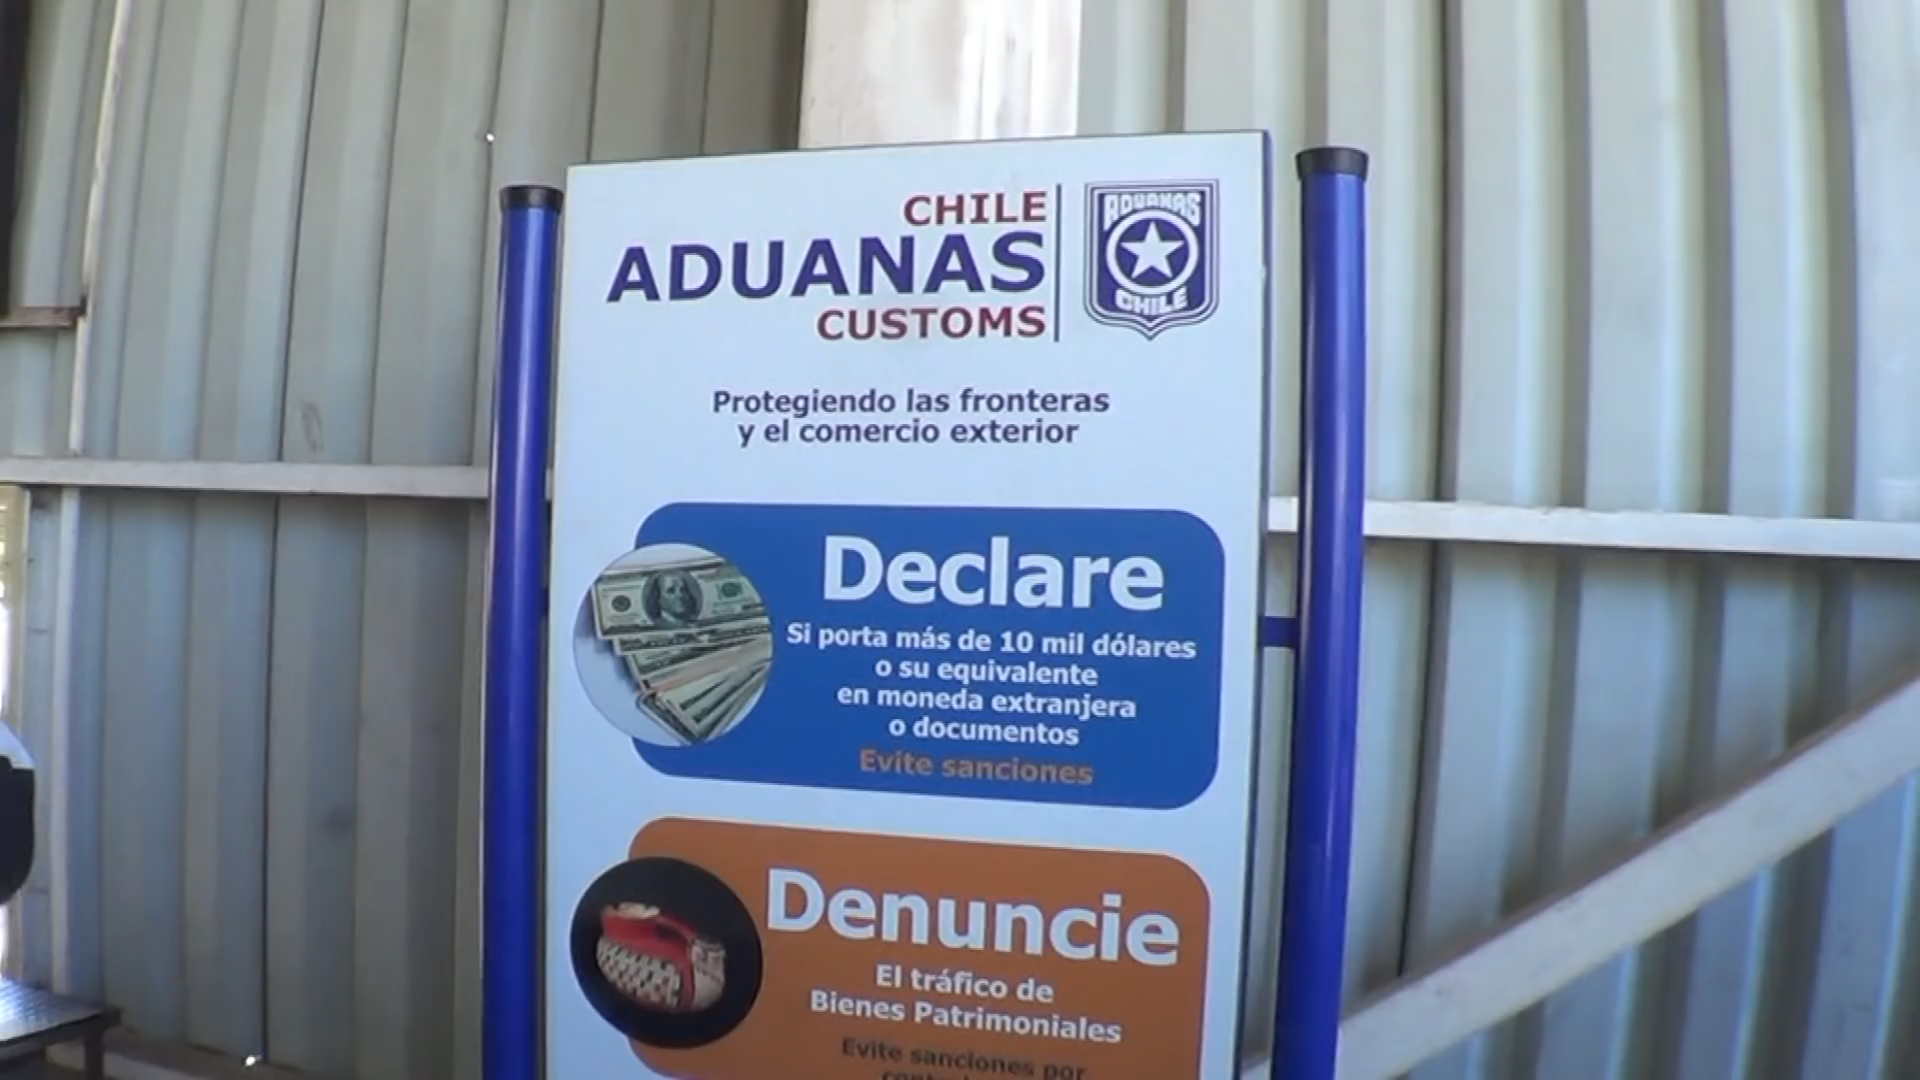 CHILE
ADUANAS
CUSTOMS
ADUANAS
CHILE
Protegiendo las fronteras
y el comercio exterior
Declare
Si porta más de 10 mil dólares
o su equivalente
en moneda extranjera
o documentos
Evite sanciones
Denuncie
El tráfico de
Bienes Patrimoniales
Evite sanciones por